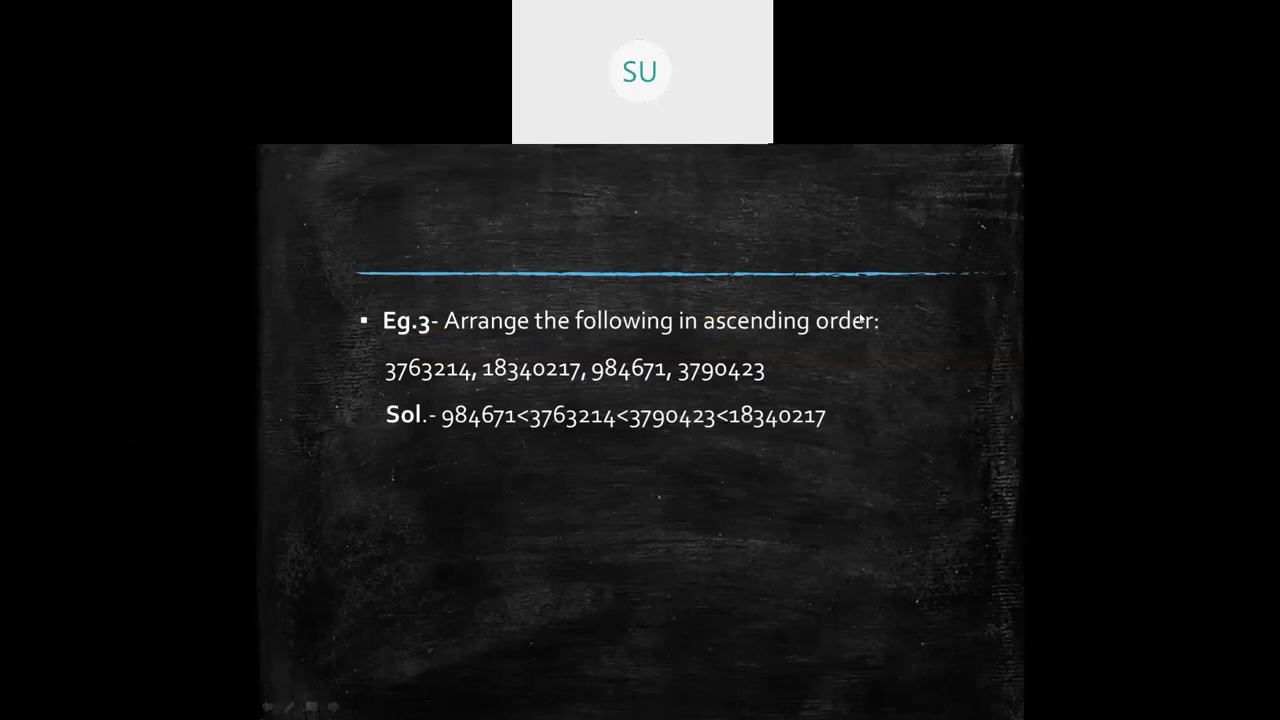 SU
▪ Eg.3- Arrange the following in ascending order:
3763214, 18340217, 984671, 3790423
Sol.- 984671<3763214<3790423<18340217